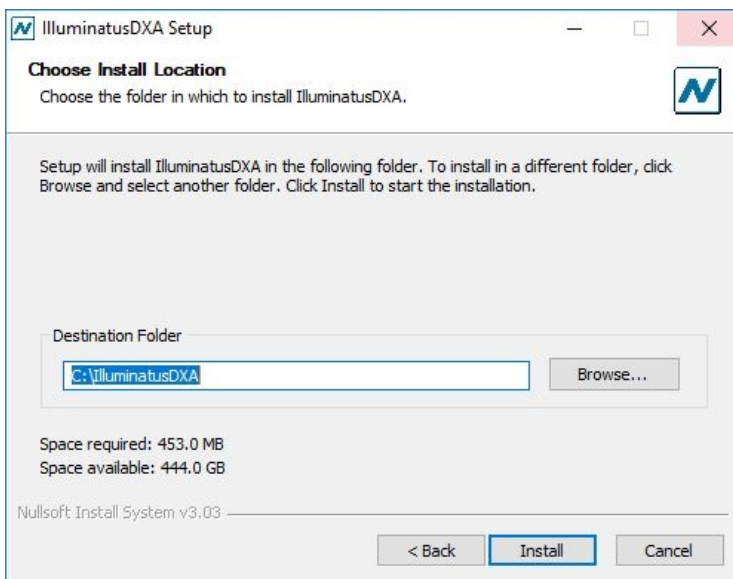 IlluminatusDXA Setup
Choose Install Location
Choose the folder in which to install IlluminatusDXA.
Setup will install IlluminatusDXA in the following folder. To install in a different folder, click
Browse and select another folder. Click Install to start the installation.
Destination Folder
C:\IlluminatusDXA
Browse...
Space required: 453.0 MB
Space available: 444.0 GB
Nullsoft Install System v3.03
< Back
Install
Cancel